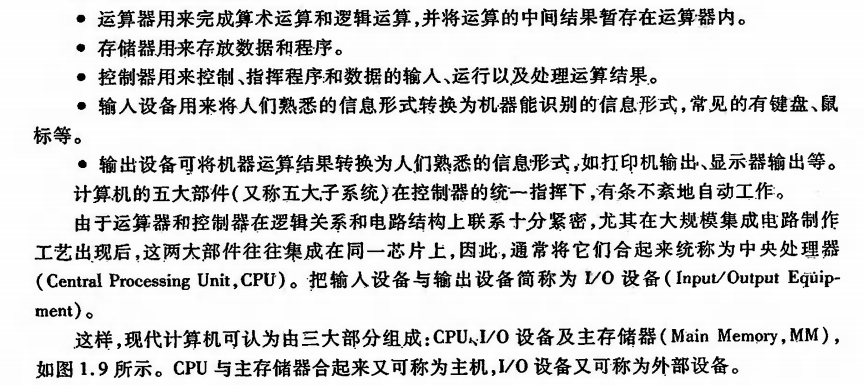 ● 运算器用来完成算术运算和逻辑运算,并将运算的中间结果暂存在运算器内。
● 存储器用来存放数据和程序。
● 控制器用来控制、指挥程序和数据的输入、运行以及处理运算结果。
● 输入设备用来将人们熟悉的信息形式转换为机器能识别的信息形式,常见的有键盘、鼠
标等。
● 输出设备可将机器运算结果转换为人们熟悉的信息形式,如打印机输出、显示器输出等。
计算机的五大部件(又称五大子系统)在控制器的统一指挥下,有条不紊地自动工作。
由于运算器和控制器在逻辑关系和电路结构上联系十分紧密,尤其在大规模集成电路制作
工艺出现后,这两大部件往往集成在同一芯片上,因此,通常将它们合起来统称为中央处理器
(Central Processing Unit,CPU)。把输入设备与输出设备简称为 I/O 设备(Input/Output Equip-
ment)。
这样,现代计算机可认为由三大部分组成:CPU、I/O 设备及主存储器(Main Memory,MM),
如图 1.9 所示。CPU 与主存储器合起来又可称为主机,I/O 设备又可称为外部设备。